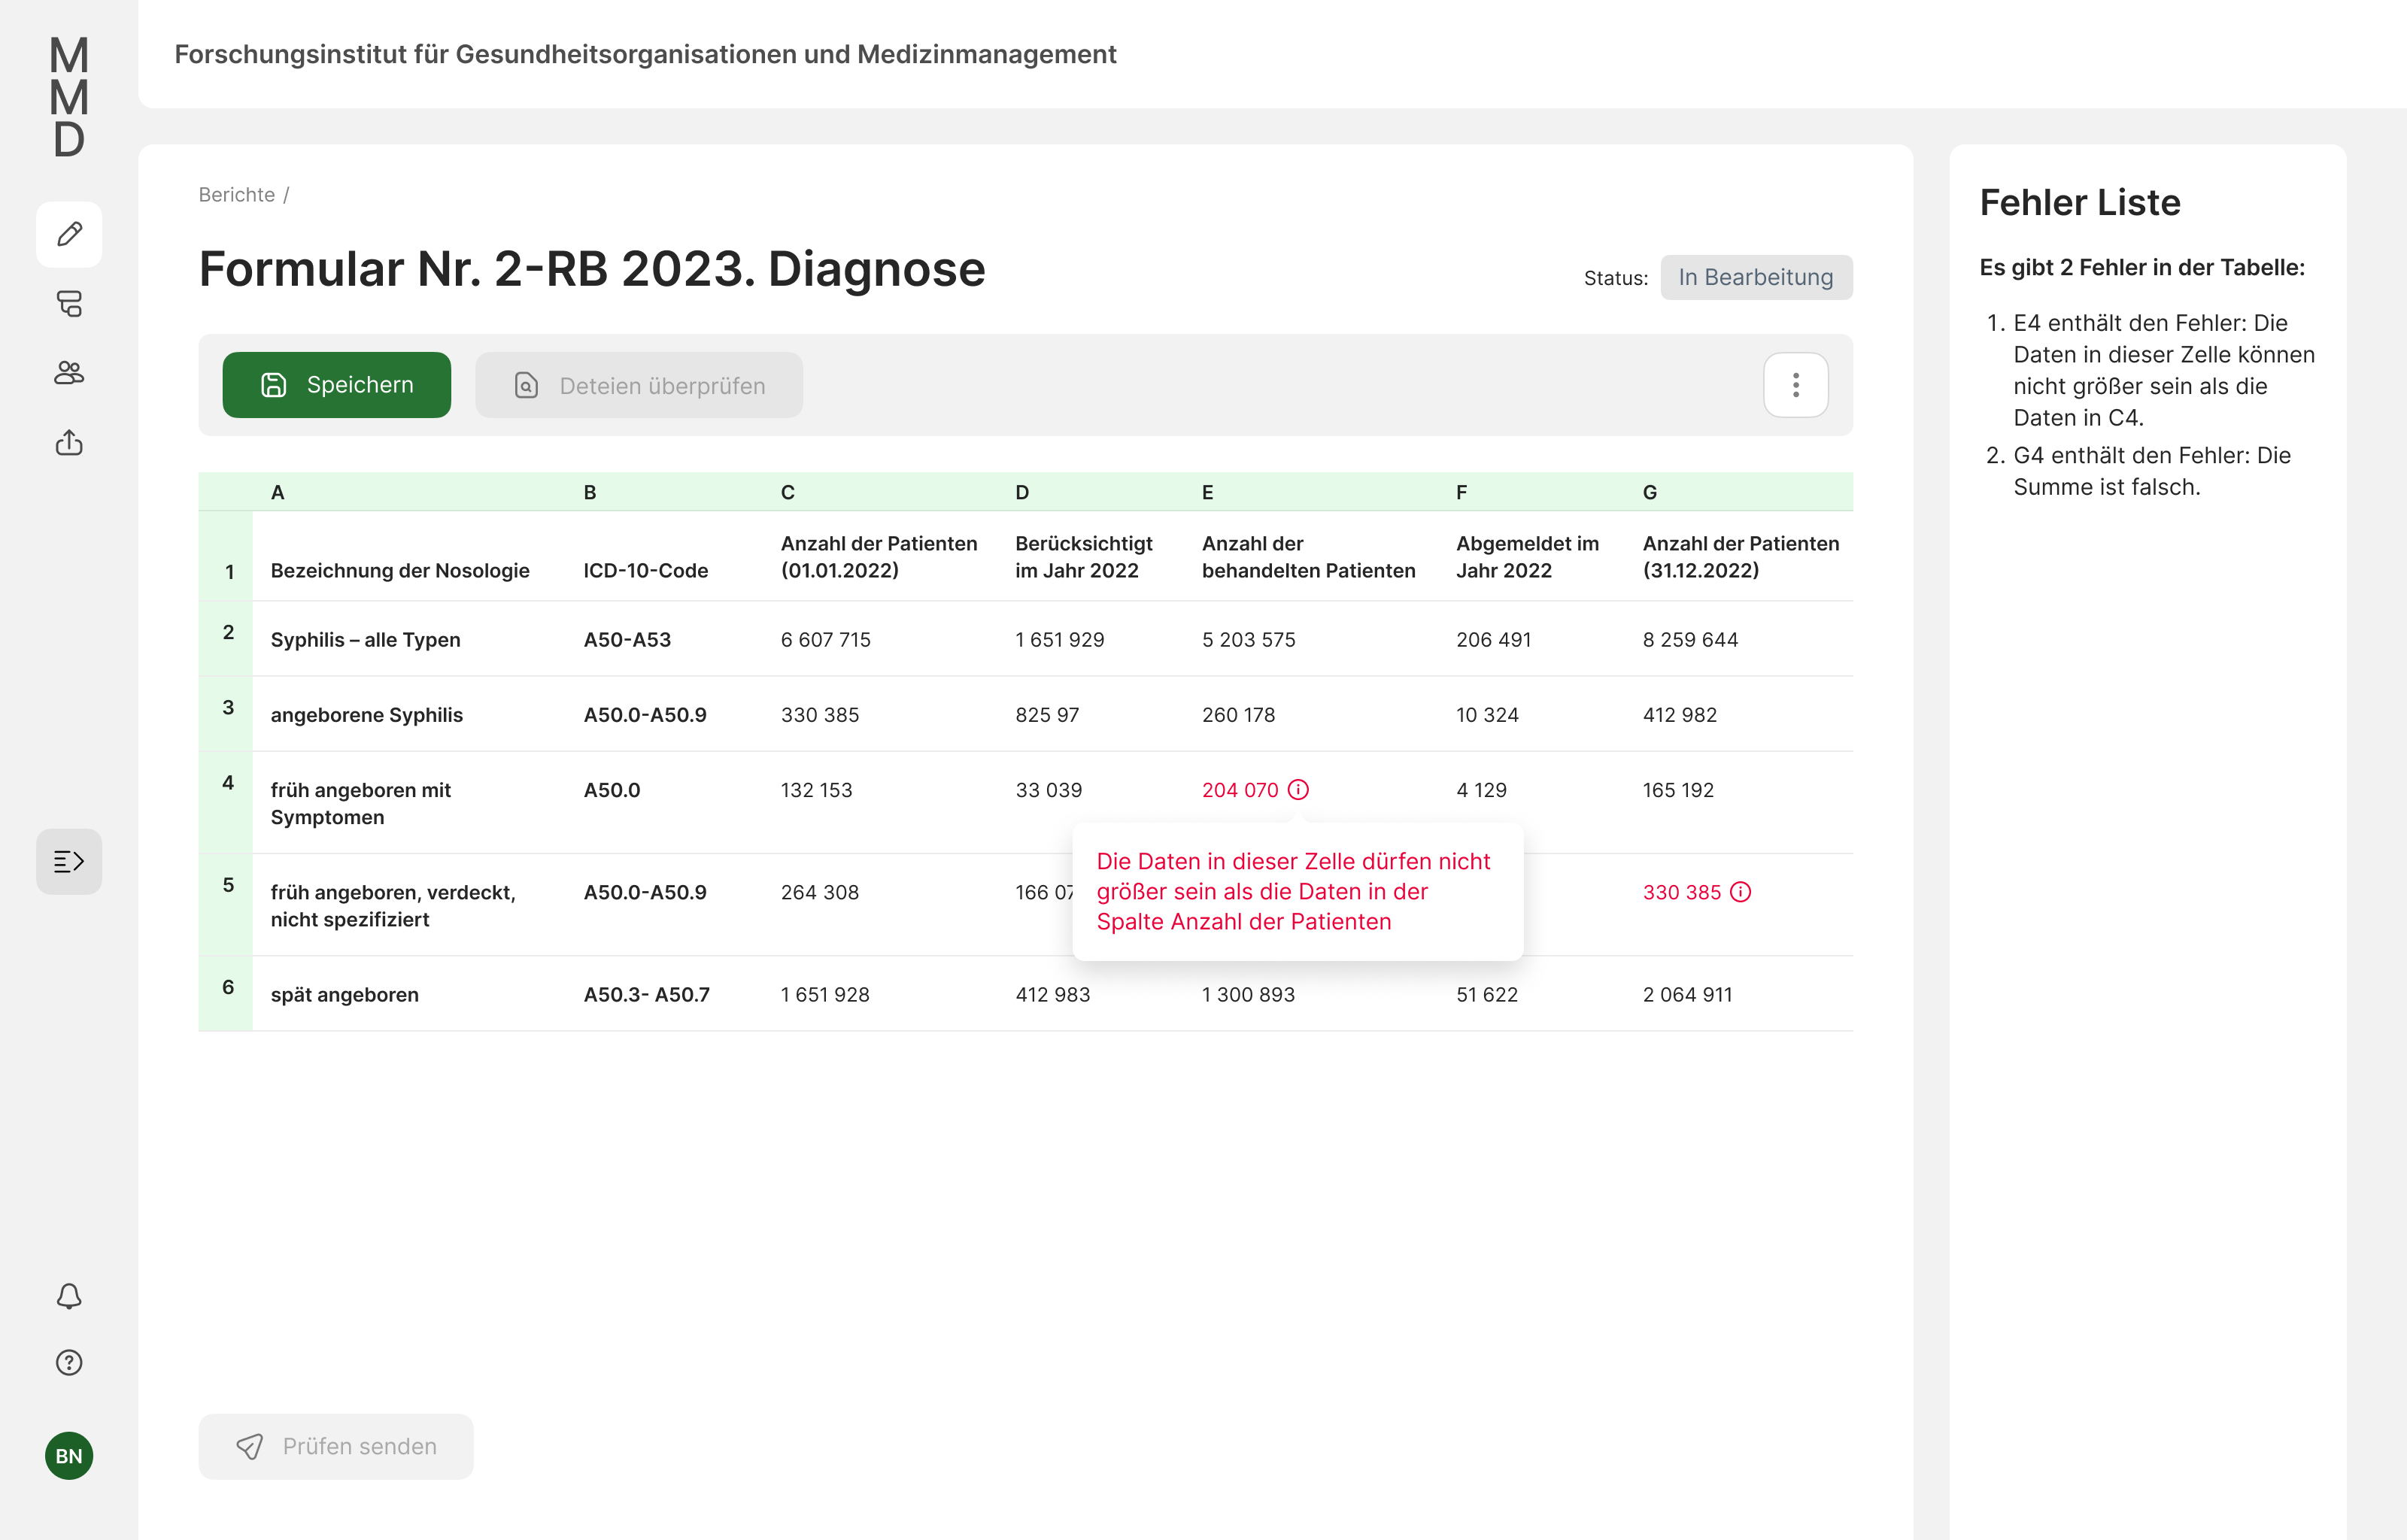 M
M
D
Forschungsinstitut für Gesundheitsorganisationen und Medizinmanagement
Berichte /
Formular Nr. 2-RB 2023. Diagnose
Status: In Bearbeitung
Speichern
Deteien überprüfen
A B C D E F G
1 Bezeichnung der Nosologie ICD-10-Code Anzahl der Patienten (01.01.2022) Berücksichtigt im Jahr 2022 Anzahl der behandelten Patienten Abgemeldet im Jahr 2022 Anzahl der Patienten (31.12.2022)
2 Syphilis – alle Typen A50-A53 6 607 715 1 651 929 5 203 575 206 491 8 259 644
3 angeborene Syphilis A50.0-A50.9 330 385 825 97 260 178 10 324 412 982
4 früh angeboren mit Symptomen A50.0 132 153 33 039 204 070 4 129 165 192
Die Daten in dieser Zelle dürfen nicht
größer sein als die Daten in der
Spalte Anzahl der Patienten
5 früh angeboren, verdeckt, nicht spezifiziert A50.0-A50.9 264 308 166 07 330 385
6 spät angeboren A50.3- A50.7 1 651 928 412 983 1 300 893 51 622 2 064 911
Prüfen senden
BN
Fehler Liste
Es gibt 2 Fehler in der Tabelle:
1. E4 enthält den Fehler: Die
Daten in dieser Zelle können
nicht größer sein als die
Daten in C4.
2. G4 enthält den Fehler: Die
Summe ist falsch.